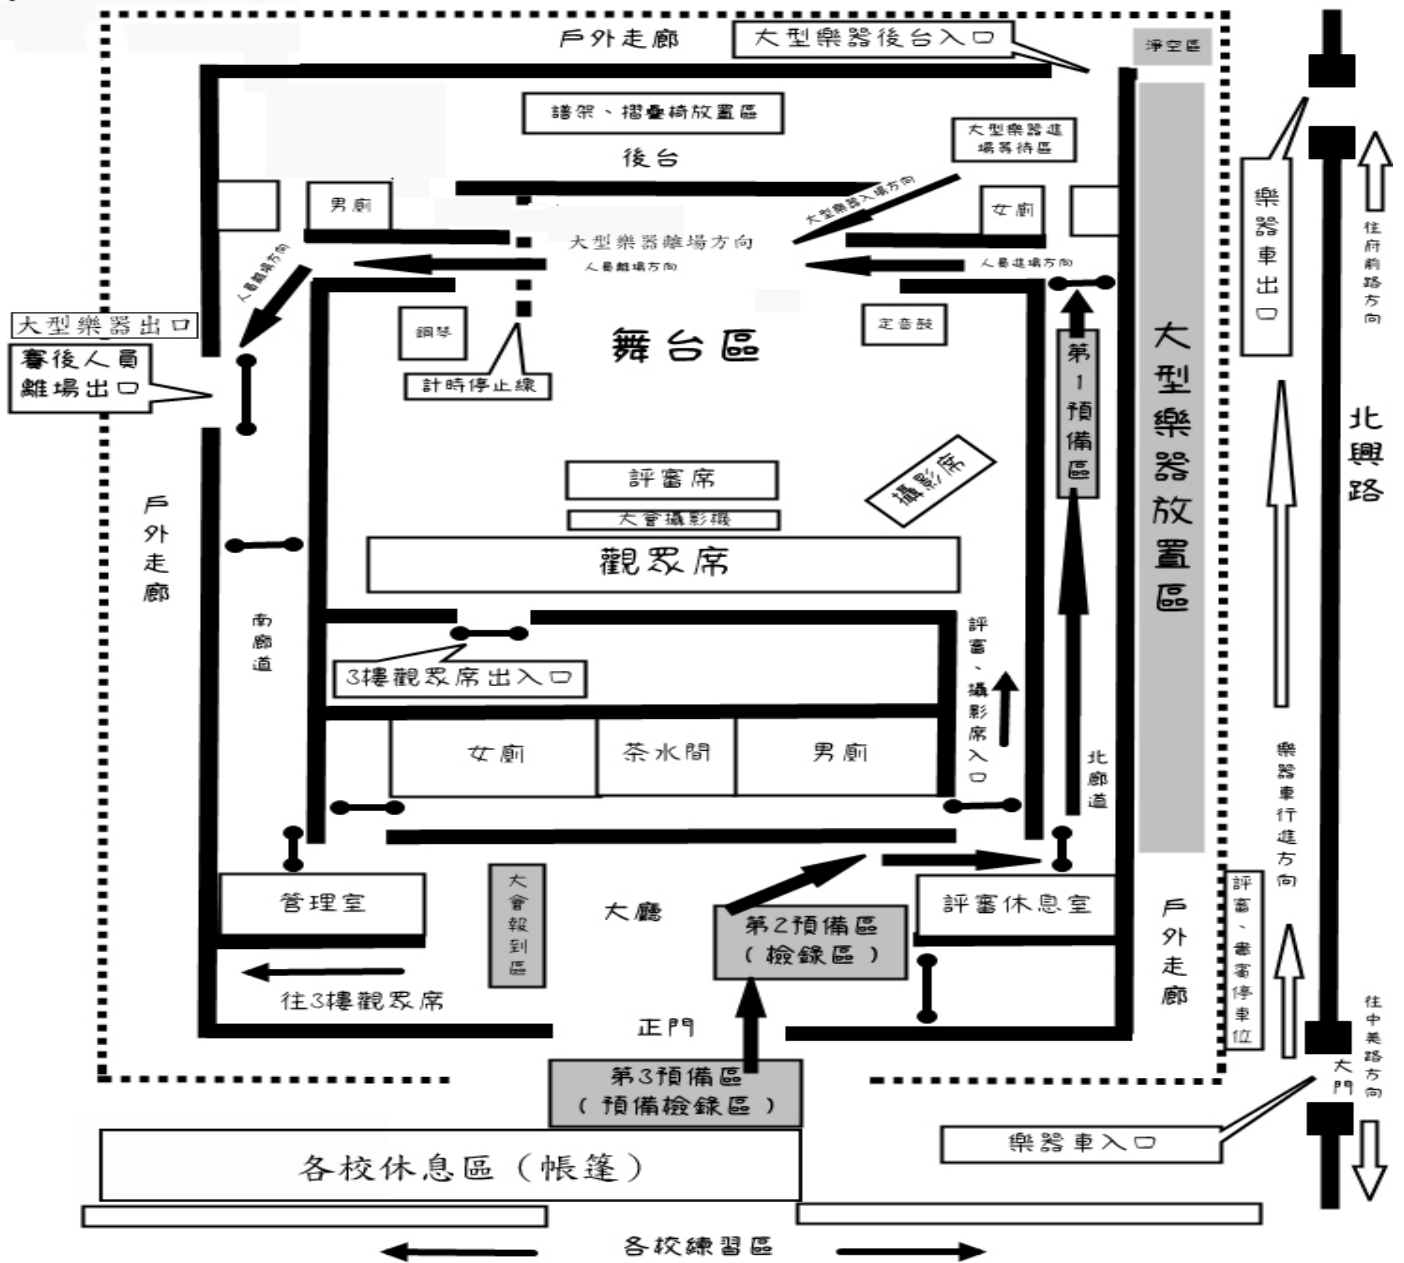 戶外走廊
大型樂器後台入口
淨空區
譜架、摺疊椅放置區
後台
大型樂器進
場等待區
男廁
女廁
大型樂器入場方向
大型樂器離場方向
人員離場方向
人員進場方向
人員離場方向
大型樂器出口
賽後人員
離場出口
鋼琴
定音鼓
舞台區
計時停止線
第1預備區
大型樂器放置區
樂器車出口
往府前路方向
北興路
評審席
大會攝影機
攝影席
觀眾席
戶外走廊
南廊道
3樓觀眾席出入口
評審、攝影席入口
女廁
茶水間
男廁
北廊道
樂器車行進方向
管理室
大會報到區
大廳
第2預備區
(檢錄區)
評審休息室
戶外走廊
評審、貴賓停車位
往3樓觀眾席
正門
往中美路方向
大門
第3預備區
(預備檢錄區)
樂器車入口
各校休息區（帳篷）
各校練習區